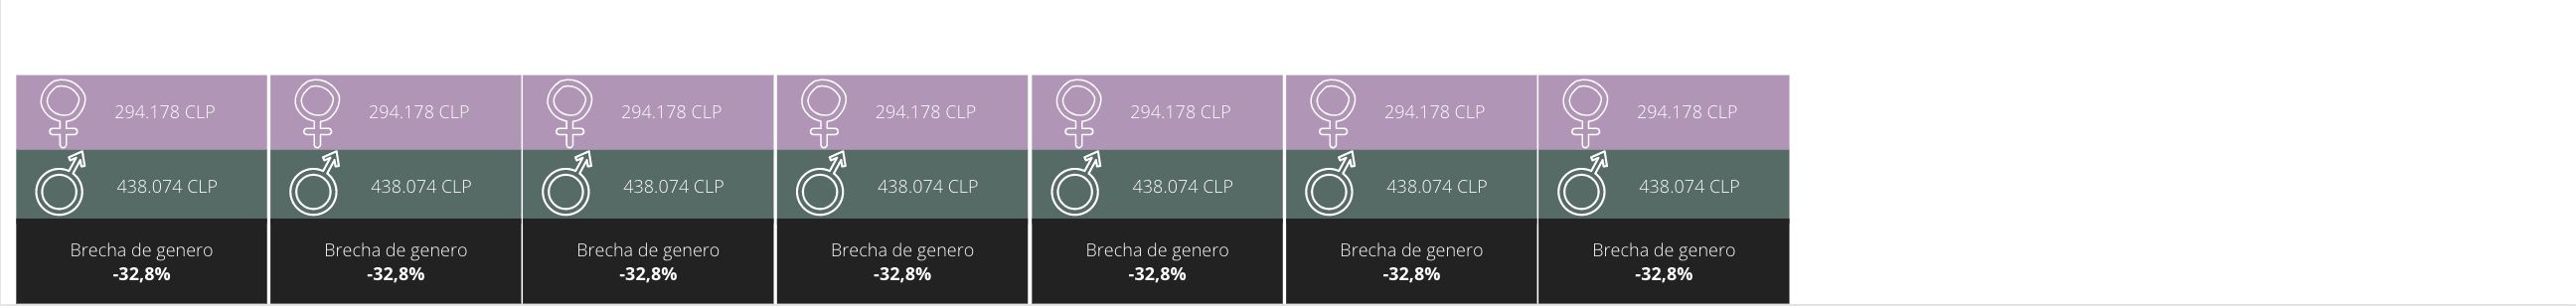 294.178 CLP 294.178 CLP 294.178 CLP 294.178 CLP 294.178 CLP 294.178 CLP 294.178 CLP
438.074 CLP 438.074 CLP 438.074 CLP 438.074 CLP 438.074 CLP 438.074 CLP 438.074 CLP
Brecha de genero Brecha de genero Brecha de genero Brecha de genero Brecha de genero Brecha de genero Brecha de genero
-32,8% -32,8% -32,8% -32,8% -32,8% -32,8% -32,8%